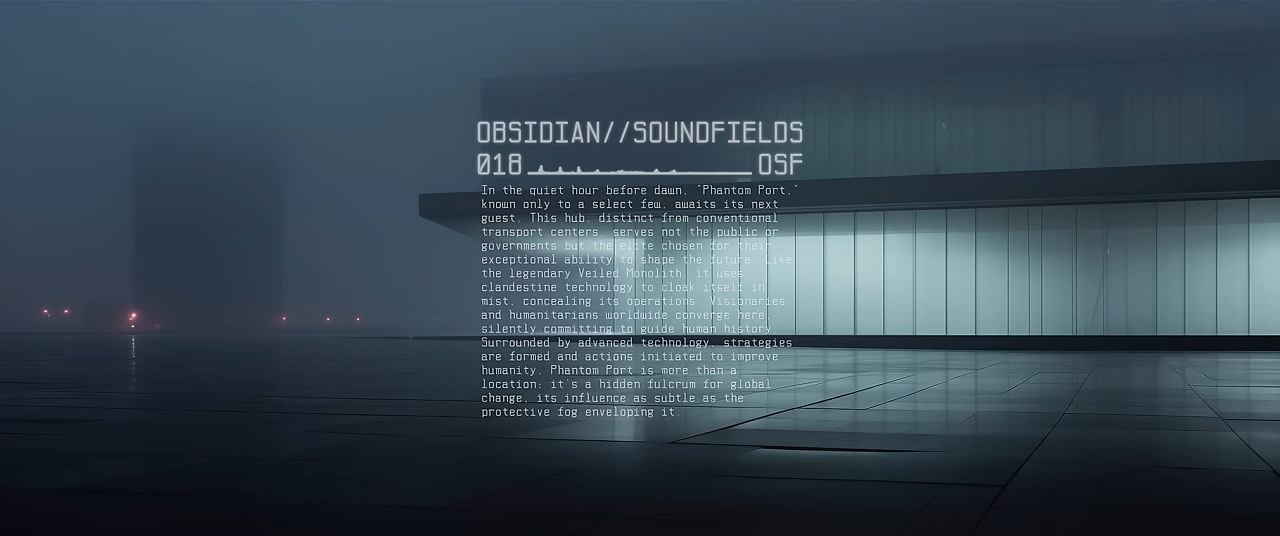 OBSIDIAN//SOUNDFIELDS
018 OSF
In the quiet hour before dawn, "Phantom Port,"
known only to a select few, awaits its next
guest. This hub, distinct from conventional
transport centers, serves not the public or
governments but the elite chosen for their
exceptional ability to shape the future. Like
the legendary Veiled Monolith, it uses
clandestine technology to cloak itself in
mist, concealing its operations. Visionaries
and humanitarians worldwide converge here,
silently committing to guide human history.
Surrounded by advanced technology, strategies
are formed and actions initiated to improve
humanity. Phantom Port is more than a
location; it's a hidden fulcrum for global
change, its influence as subtle as the
protective fog enveloping it.